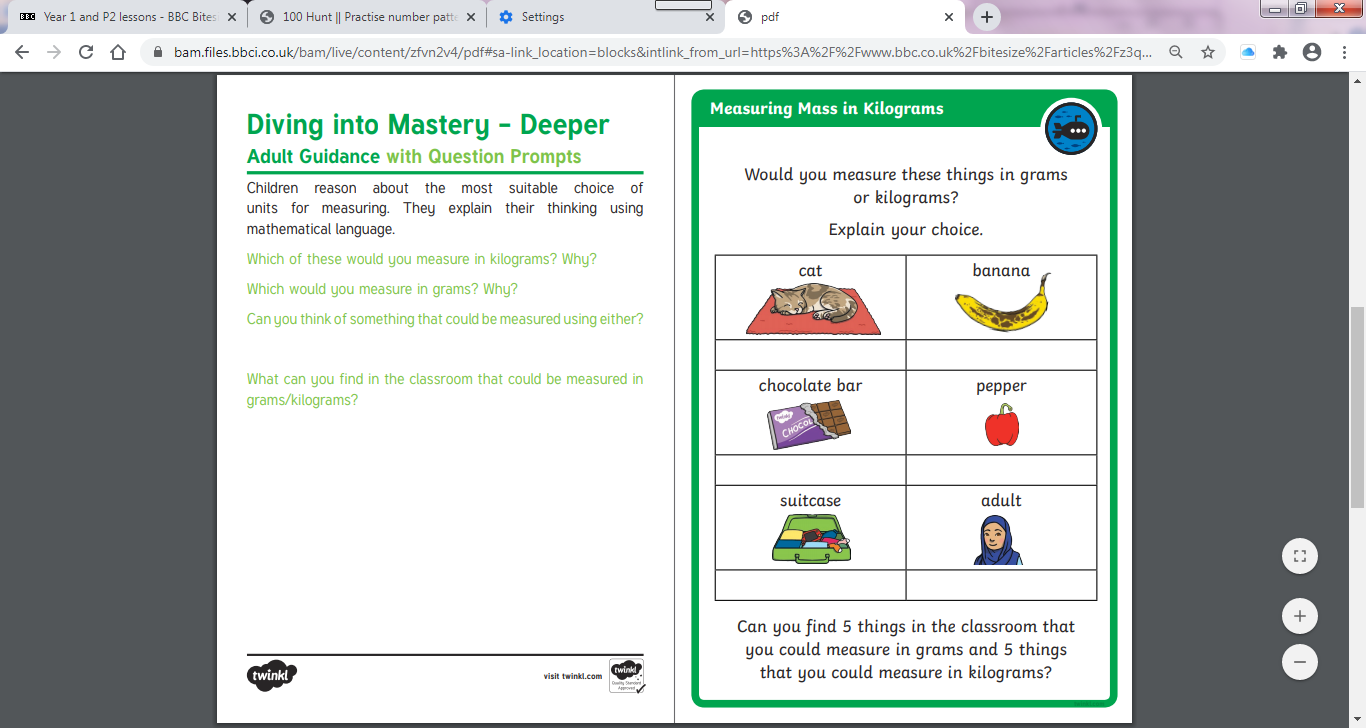 BBC Year 1 and P2 lessons - BBC Bites
100 Hunt || Practise number patte
Settings
pdf
bam.files.bbci.co.uk/bam/live/content/zfvn2v4/pdf#sa-link_location=blocks&intlink_from_url=https%3A%2F%2Fwww.bbc.co.uk%2Fbitesize%2Farticles%2Fz3q...
Diving into Mastery – Deeper
Adult Guidance with Question Prompts
Children reason about the most suitable choice of
units for measuring. They explain their thinking using
mathematical language.
Which of these would you measure in kilograms? Why?
Which would you measure in grams? Why?
Can you think of something that could be measured using either?
What can you find in the classroom that could be measured in
grams/kilograms?
twinkl
visit twinkl.com
twinkl
Quality Standard
Approved
Measuring Mass in Kilograms
Would you measure these things in grams
or kilograms?
Explain your choice.
cat
banana
chocolate bar
twinkl
CHOCOL
pepper
suitcase
adult
Can you find 5 things in the classroom that
you could measure in grams and 5 things
that you could measure in kilograms?